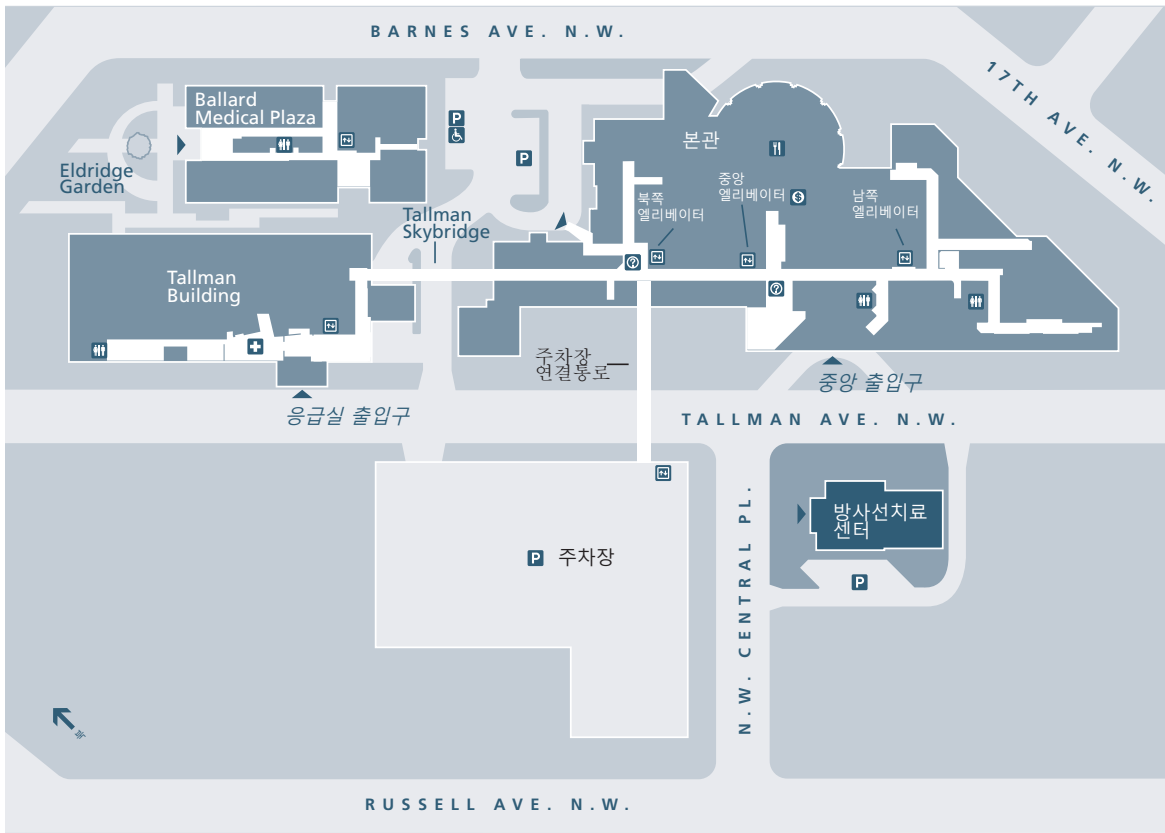 BARNES AVE. N.W.
17TH AVE. N.W.
Ballard
Medical Plaza
P
P
본관
Eldridge
Garden
중앙
엘리베이터
북쪽
엘리베이터
남쪽
엘리베이터
Tallman
Skybridge
Tallman
Building
주차장
연결통로
중앙 출입구
응급실 출입구
TALLMAN AVE. N.W.
방사선치료
센터
P 주차장
P
N.W. CENTRAL PL.
RUSSELL AVE. N.W.